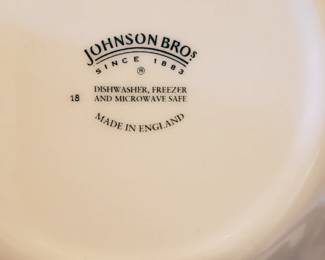 JOHNSON BROS
SINCE 1883
®
18 DISHWASHER, FREEZER
AND MICROWAVE SAFE
MADE IN ENGLAND